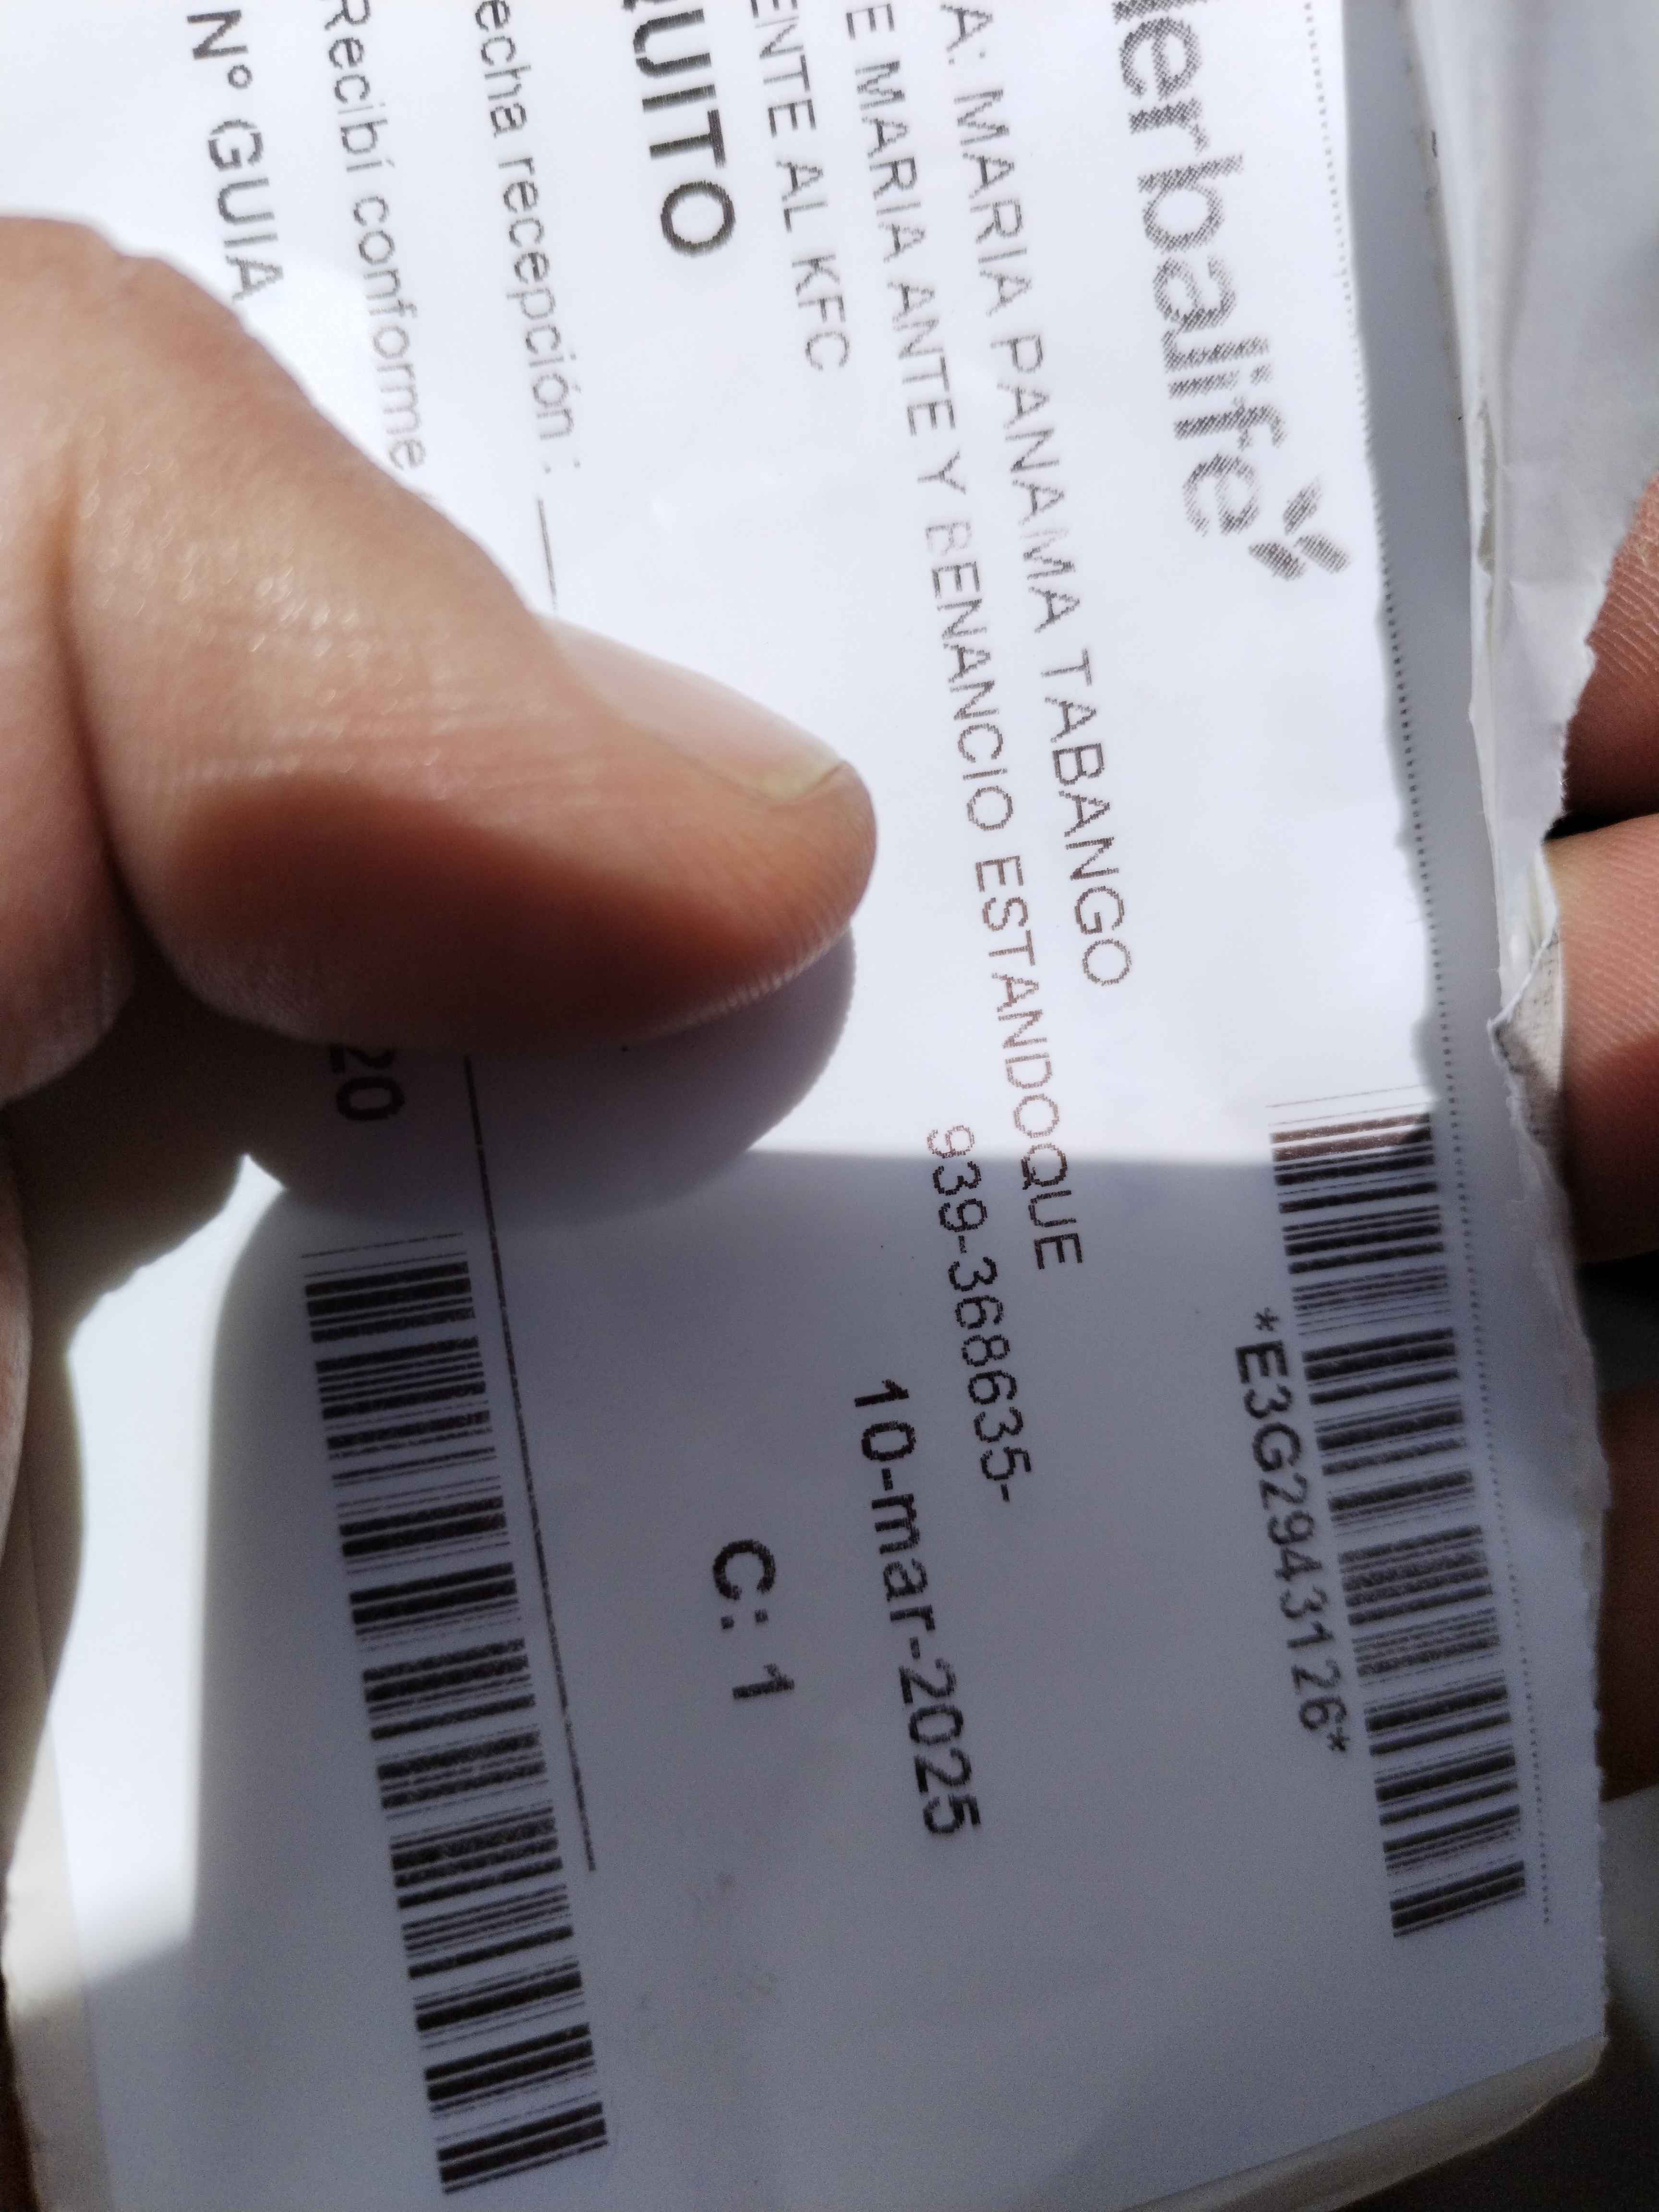 erbalife
*E3G2943126*
A: MARIA PANAMA TABANGO
E MARIA ANTE Y BENANCIO ESTANDOQUE
ENTE AL KFC
939-368635-
10-mar-2025
QUITO
C: 1
echa recepción :
Recibí conforme
N° GUIA
20